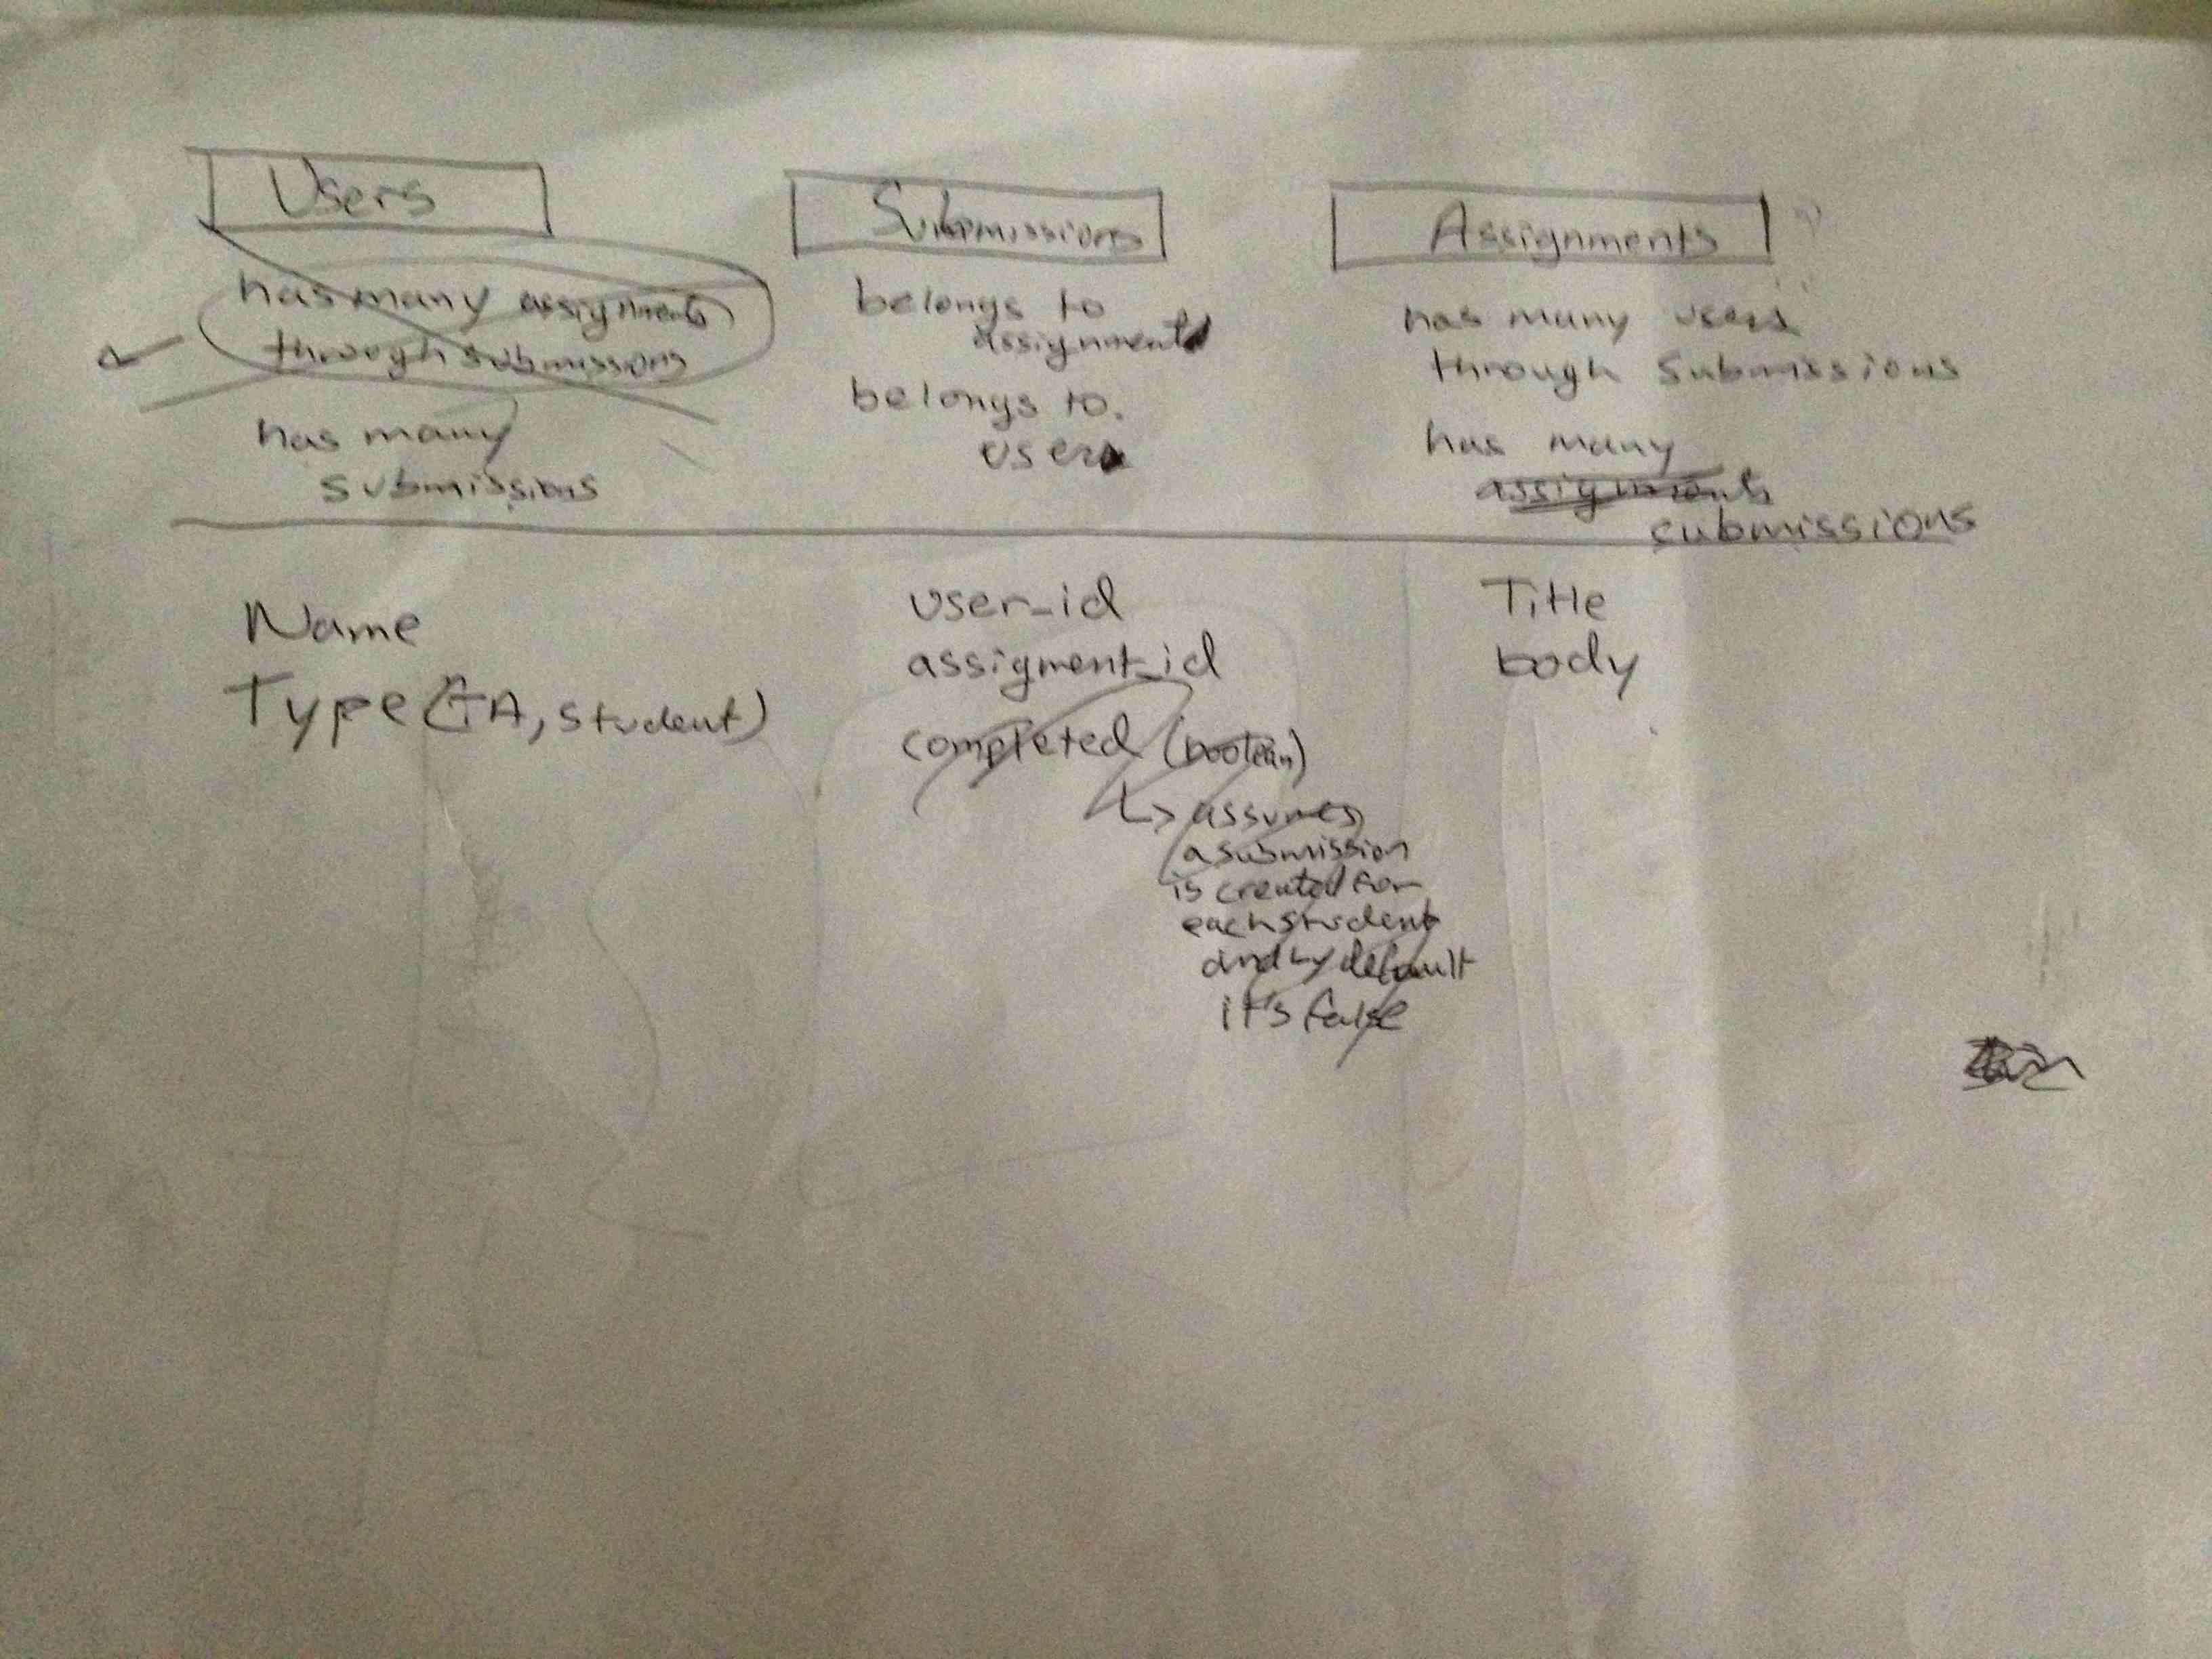 Users
has many assignments
through submissions
has many
submissions
Submissions
belongs to
assignment
belongs to.
user
Assignments
has many users
through submissions
has many
assignments
submissions
Name
Type (TA, student)
user_id
assigment_id
completed (boolean)
↳ assumes
a submission
is created for
each student
and by default
it's false
Title
body